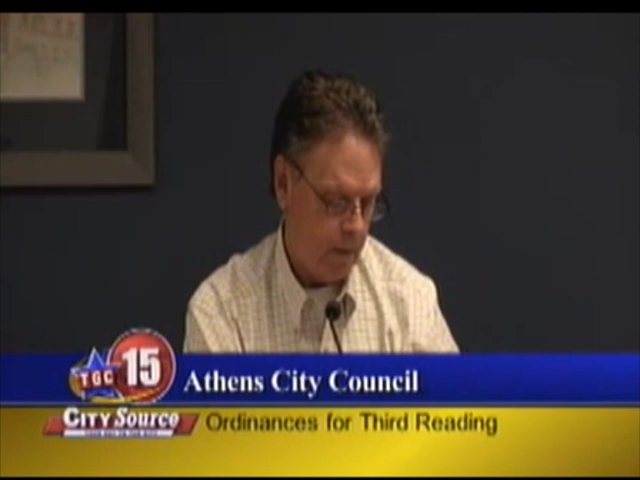 TGC 15
Athens City Council
CITY SOURCE
Ordinances for Third Reading